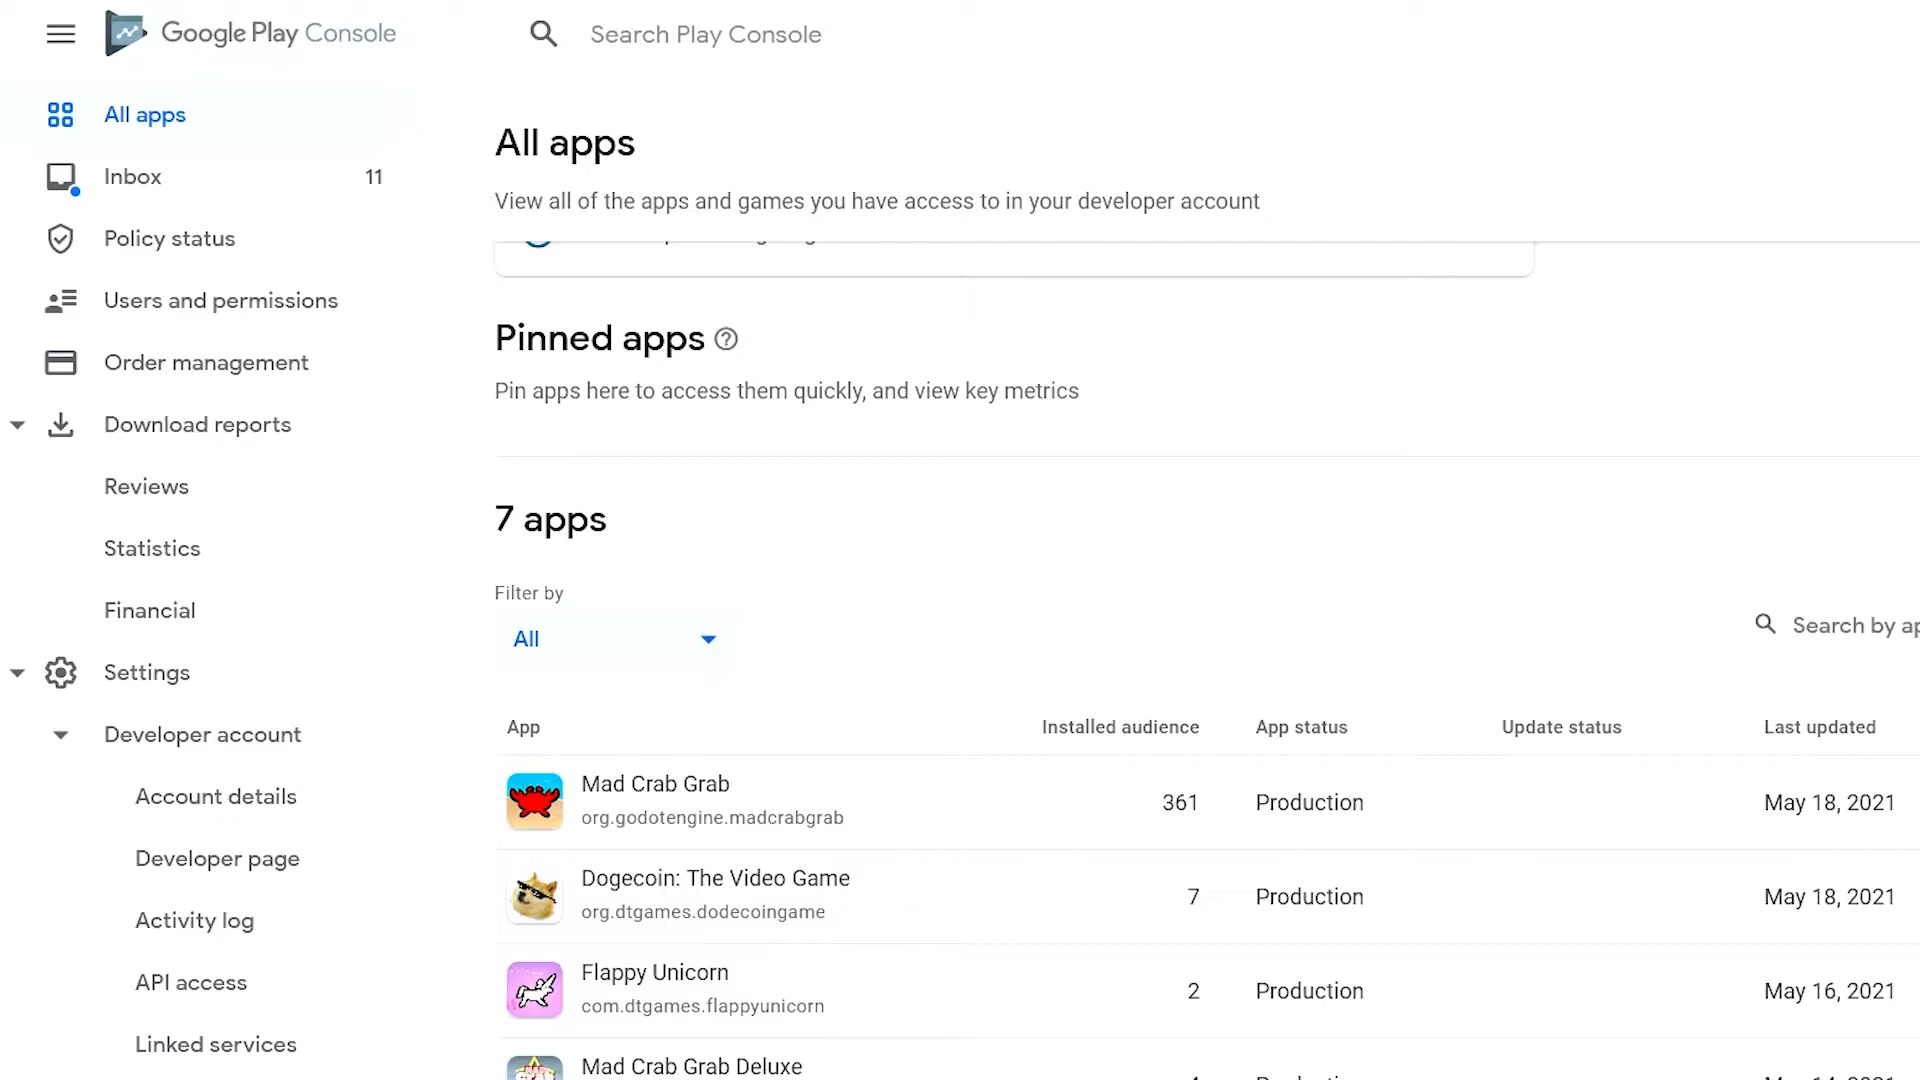 Google Play Console
Search Play Console
All apps
Inbox 11
Policy status
Users and permissions
Order management
Download reports
Reviews
Statistics
Financial
Settings
Developer account
Account details
Developer page
Activity log
API access
Linked services
All apps
View all of the apps and games you have access to in your developer account
Pinned apps
Pin apps here to access them quickly, and view key metrics
7 apps
Filter by
All
Search by ap
App Installed audience App status Update status Last updated
Mad Crab Grab
org.godotengine.madcrabgrab
361 Production May 18, 2021
Dogecoin: The Video Game
org.dtgames.dodecoingame
7 Production May 18, 2021
Flappy Unicorn
com.dtgames.flappyunicorn
2 Production May 16, 2021
Mad Crab Grab Deluxe